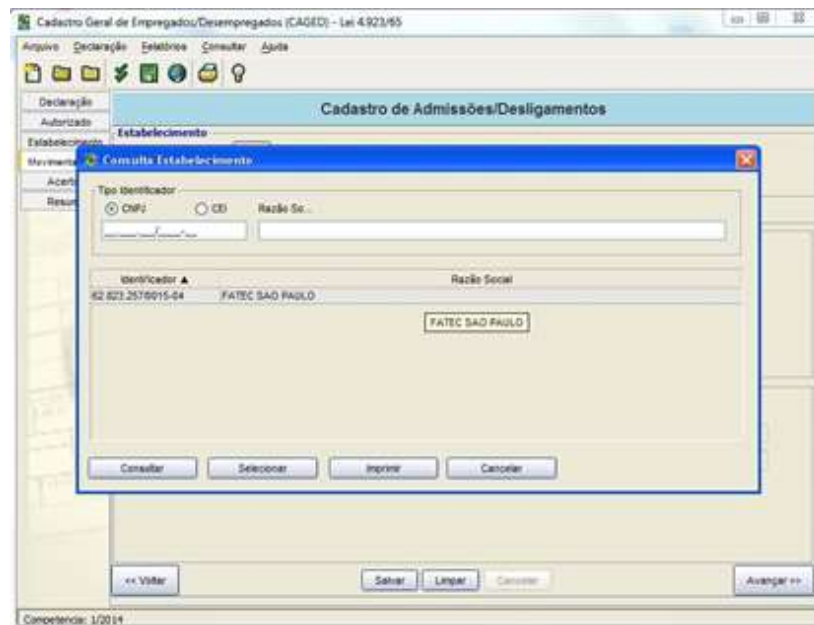 Cadastro Geral de Empregados/Desempregados (CAGED) - Lei 4.923/65
Arquivo Declaração Relatórios Consultar Ajuda
Declaração
Autorizado
Estabelecimento
Movimenta
Acert
Resum
Cadastro de Admissões/Desligamentos
Estabelecimento
Consulta Estabelecimento
Tipo Identificador
CNPJ CEI Razão So...
Identificador ▲ Razão Social
62.823.257/0015-04 FATEC SAO PAULO
FATEC SAO PAULO
Consultar Selecionar Imprimir Cancelar
<< Voltar Salvar Limpar Cancelar Avançar >>
Competencia: 1/2014